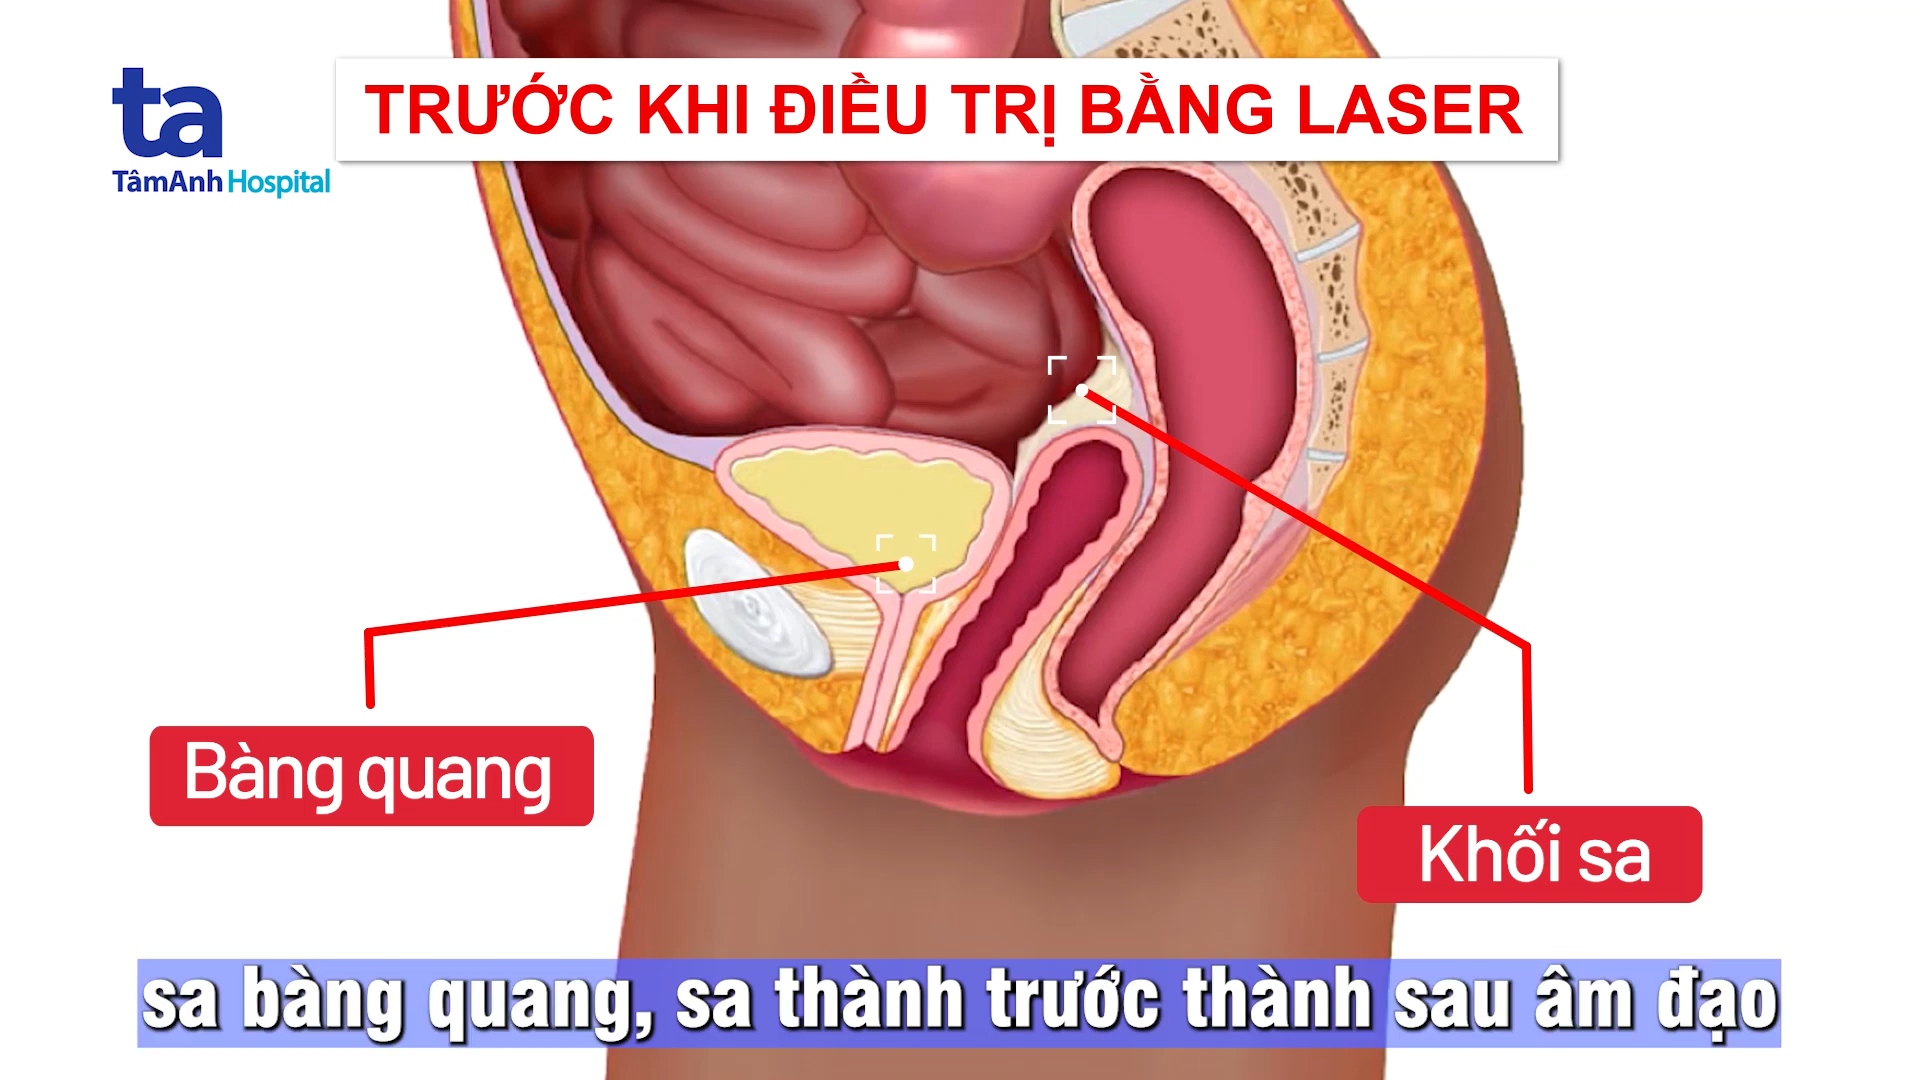 TRƯỚC KHI ĐIỀU TRỊ BẰNG LASER
ta
TâmAnh Hospital
Bàng quang
Khối sa
sa bàng quang, sa thành trước thành sau âm đạo